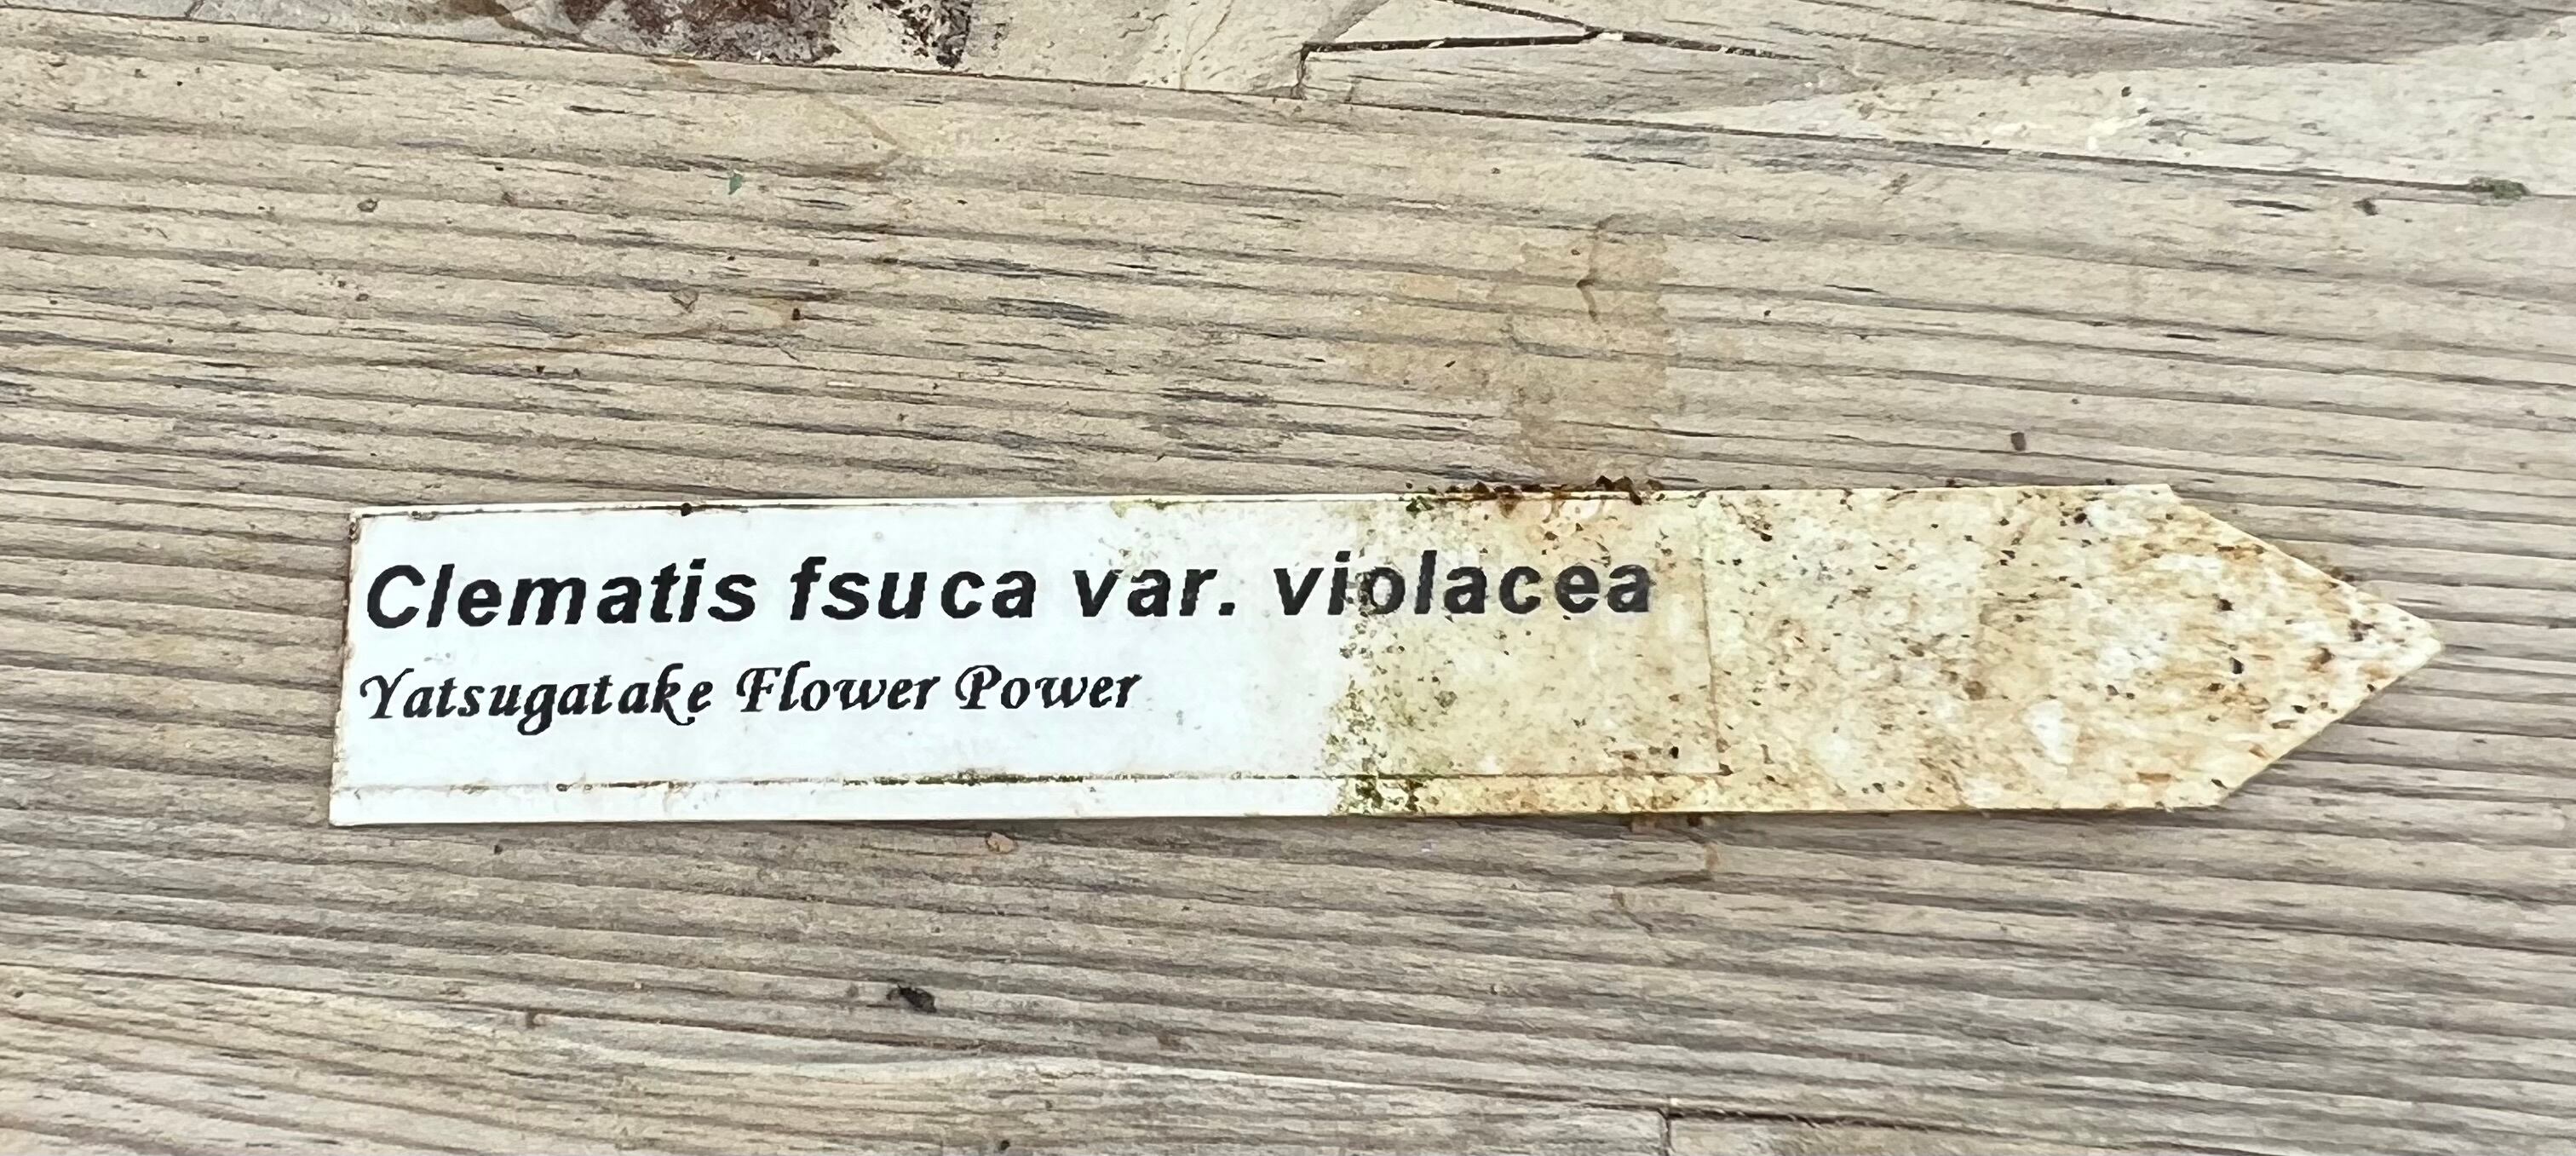 Clematis fsuca var. violacea
Yatsugatake Flower Power